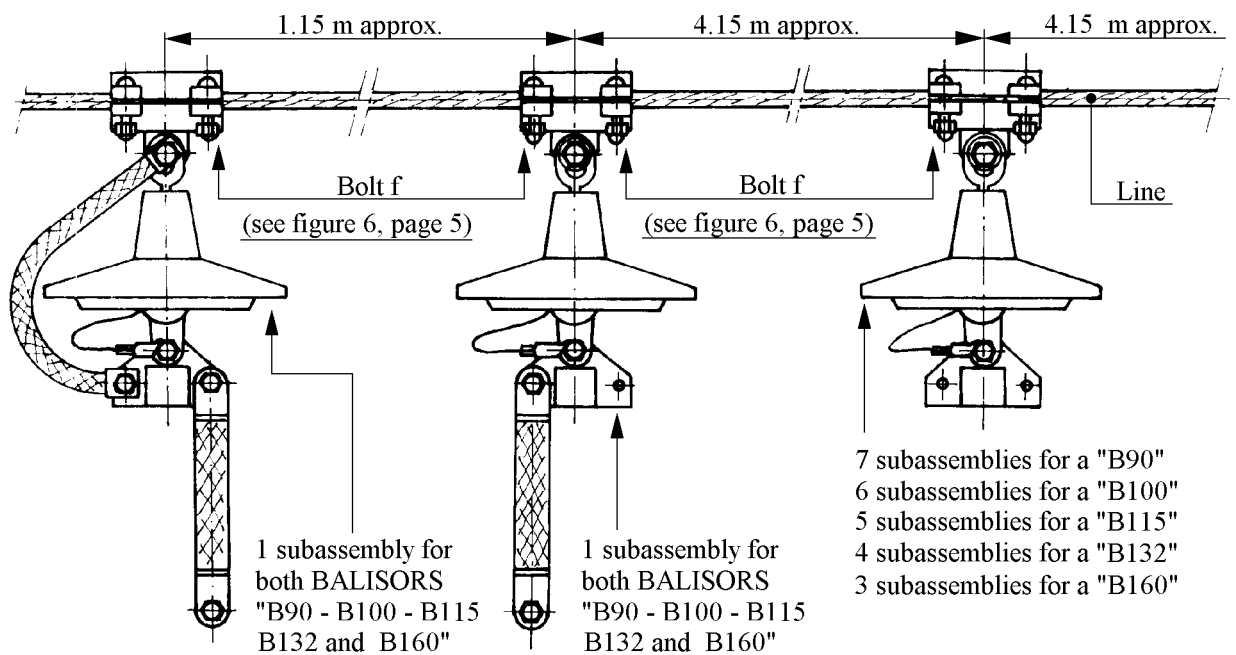 1.15 m approx.
4.15 m approx.
4.15 m approx.
Bolt f
(see figure 6, page 5)
Bolt f
(see figure 6, page 5)
Line
1 subassembly for
both BALISORS
"B90 - B100 - B115
B132 and B160"
1 subassembly for
both BALISORS
"B90 - B100 - B115
B132 and B160"
7 subassemblies for a "B90"
6 subassemblies for a "B100"
5 subassemblies for a "B115"
4 subassemblies for a "B132"
3 subassemblies for a "B160"